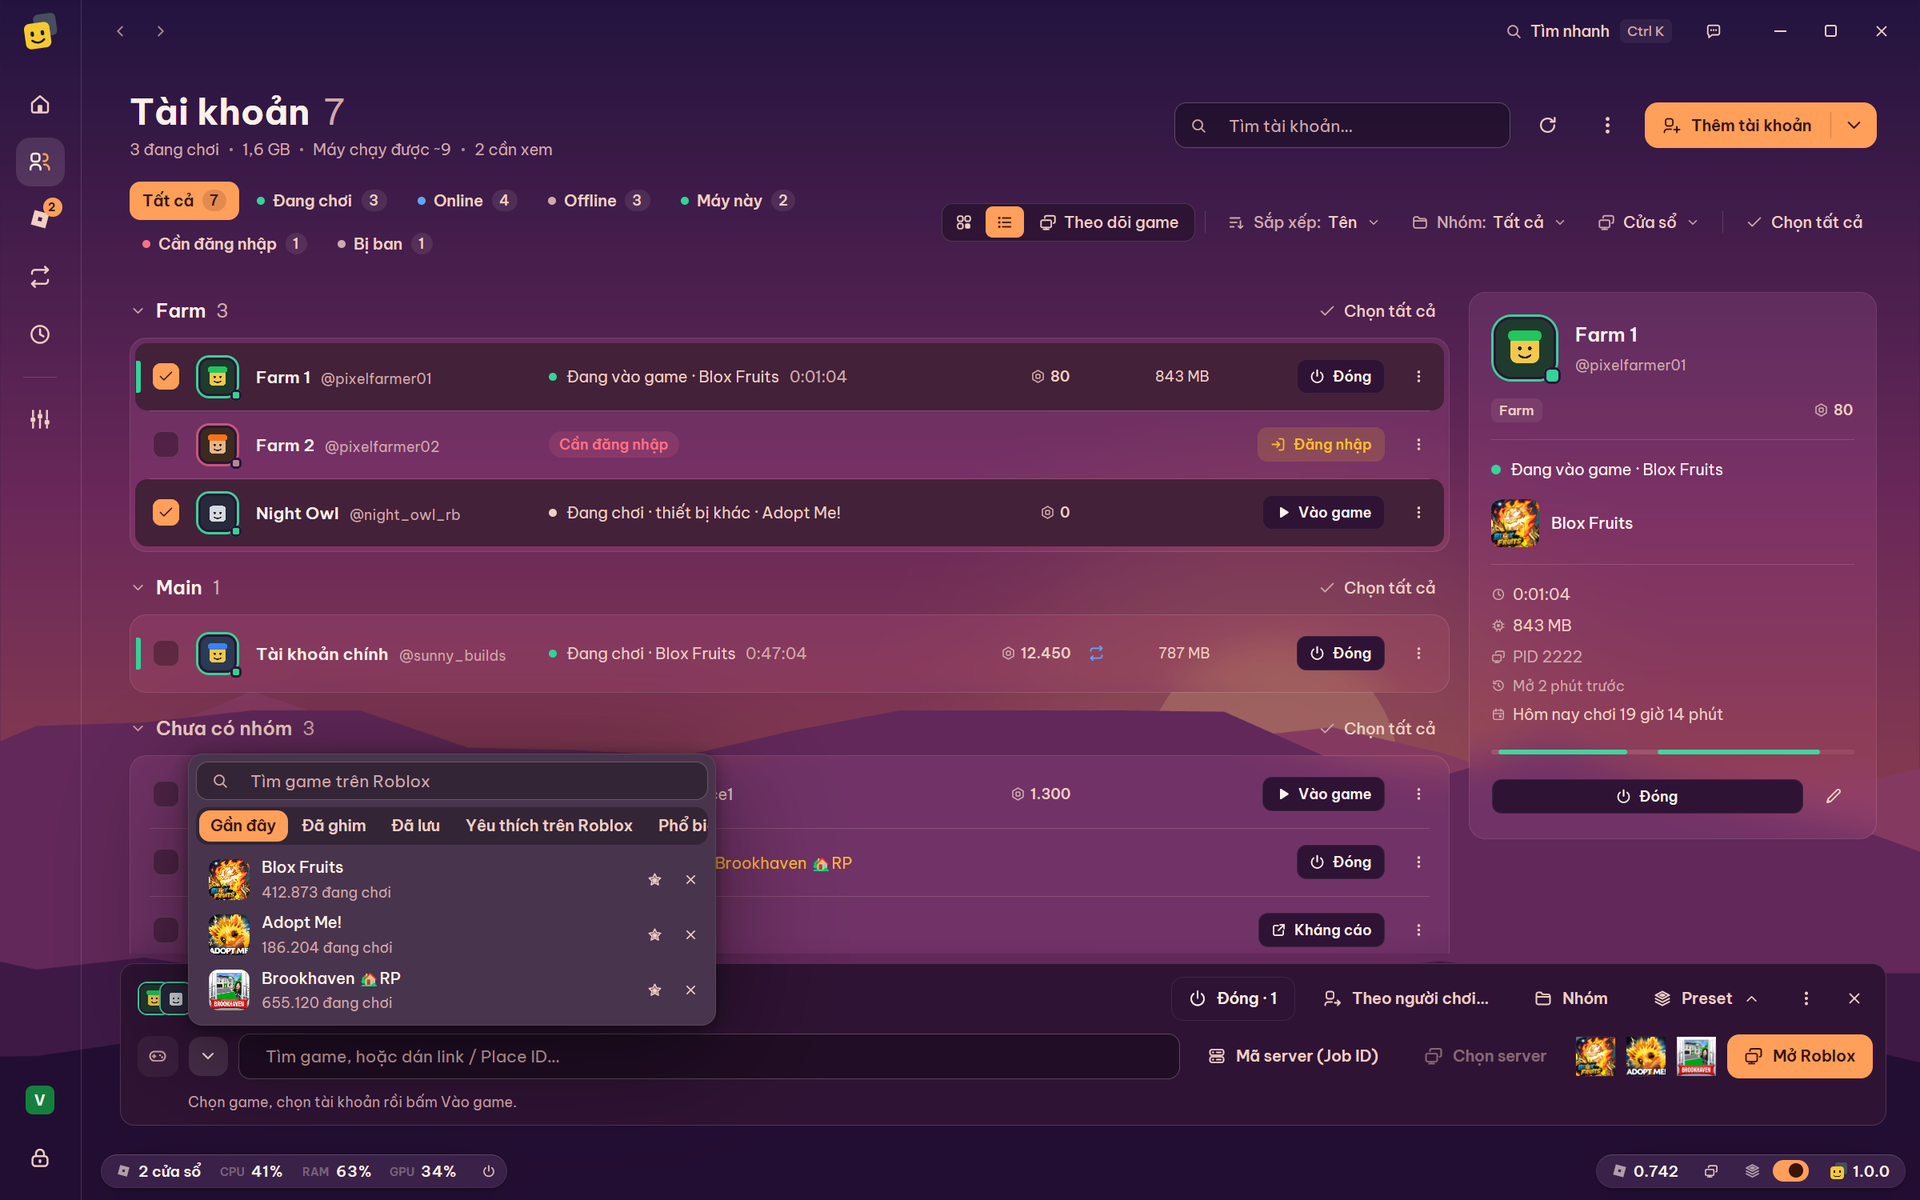 Tìm nhanh Ctrl K
Tài khoản 7
3 đang chơi • 1,6 GB • Máy chạy được ~9 • 2 cần xem
Tìm tài khoản...
Thêm tài khoản
Tất cả 7
Đang chơi 3
Online 4
Offline 3
Máy này 2
Cần đăng nhập 1
Bị ban 1
Theo dõi game
Sắp xếp: Tên
Nhóm: Tất cả
Cửa sổ
Chọn tất cả
2
Farm 3
Chọn tất cả
Farm 1 @pixelfarmer01 Đang vào game · Blox Fruits 0:01:04 80 843 MB Đóng
Farm 2 @pixelfarmer02 Cần đăng nhập Đăng nhập
Night Owl @night_owl_rb Đang chơi · thiết bị khác · Adopt Me! 0 Vào game
Main 1
Chọn tất cả
Tài khoản chính @sunny_builds Đang chơi · Blox Fruits 0:47:04 12.450 787 MB Đóng
Chưa có nhóm 3
Chọn tất cả
ce1 1.300 Vào game
Brookhaven 🏡RP Đóng
Kháng cáo
Farm 1
@pixelfarmer01
Farm 80
Đang vào game · Blox Fruits
Blox Fruits
0:01:04
843 MB
PID 2222
Mở 2 phút trước
Hôm nay chơi 19 giờ 14 phút
Đóng
Tìm game trên Roblox
Gần đây Đã ghim Đã lưu Yêu thích trên Roblox Phổ bi
Blox Fruits
412.873 đang chơi
Adopt Me!
186.204 đang chơi
Brookhaven 🏡RP
655.120 đang chơi
Đóng · 1
Theo người chơi...
Nhóm
Preset
Tìm game, hoặc dán link / Place ID...
Mã server (Job ID)
Chọn server
ADOPT ME!
BROOKHAVEN
Mở Roblox
Chọn game, chọn tài khoản rồi bấm Vào game.
V
2 cửa sổ CPU 41% RAM 63% GPU 34%
0.742
1.0.0